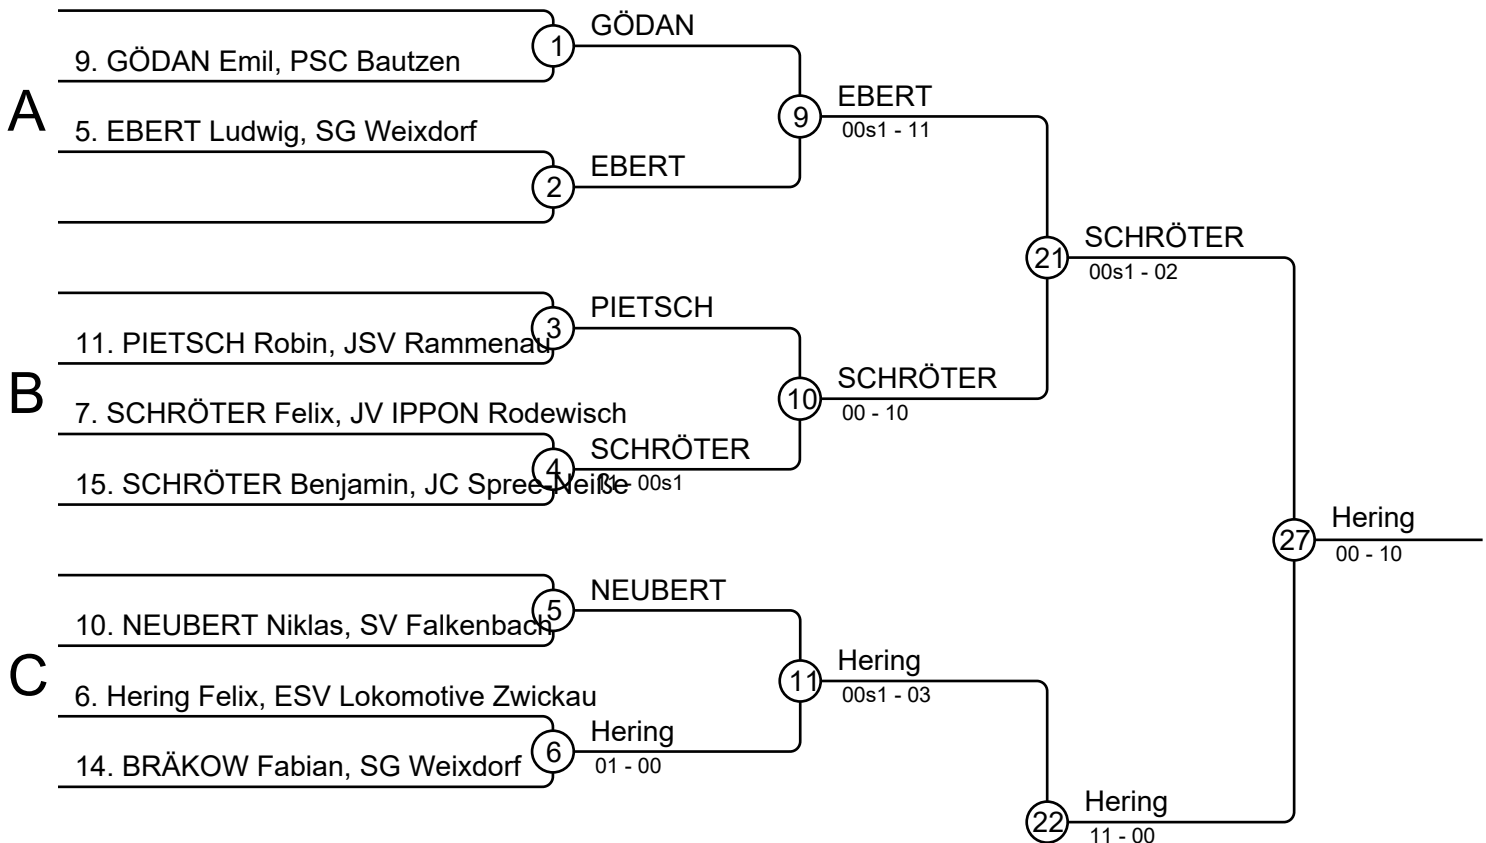 GÖDAN
1
9. GÖDAN Emil, PSC Bautzen
A
EBERT
9
00s1 - 11
5. EBERT Ludwig, SG Weixdorf
EBERT
2
SCHRÖTER
21
00s1 - 02
PIETSCH
3
11. PIETSCH Robin, JSV Rammenau
B
SCHRÖTER
10
00 - 10
7. SCHRÖTER Felix, JV IPPON Rodewisch
SCHRÖTER
4
15. SCHRÖTER Benjamin, JC Spree-Neiße
- 00s1
Hering
27
00 - 10
NEUBERT
5
10. NEUBERT Niklas, SV Falkenbach
C
Hering
11
00s1 - 03
6. Hering Felix, ESV Lokomotive Zwickau
Hering
6
01 - 00
14. BRÄKOW Fabian, SG Weixdorf
Hering
22
11 - 00